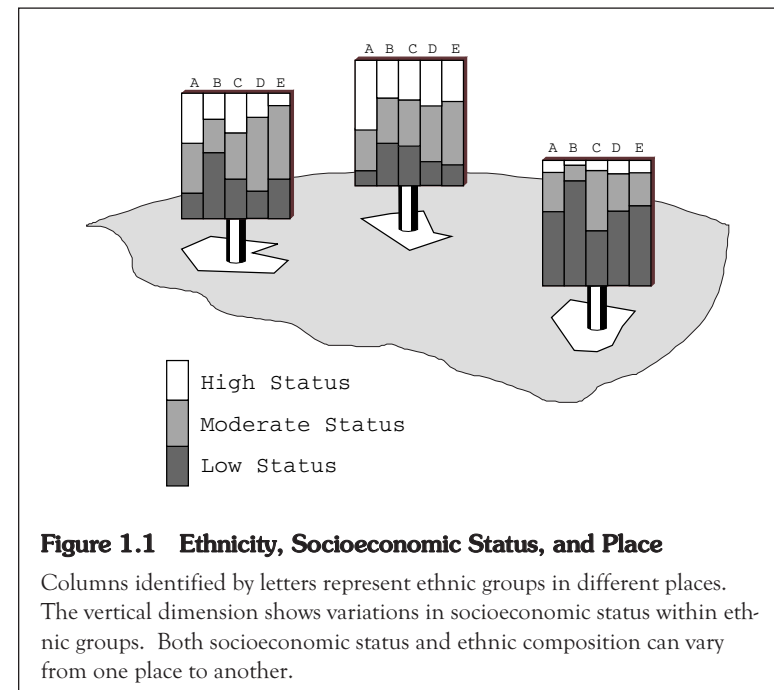 A B C D E
A B C D E
A B C D E
High Status
Moderate Status
Low Status
Figure 1.1 Ethnicity, Socioeconomic Status, and Place
Columns identified by letters represent ethnic groups in different places.
The vertical dimension shows variations in socioeconomic status within eth-
nic groups. Both socioeconomic status and ethnic composition can vary
from one place to another.